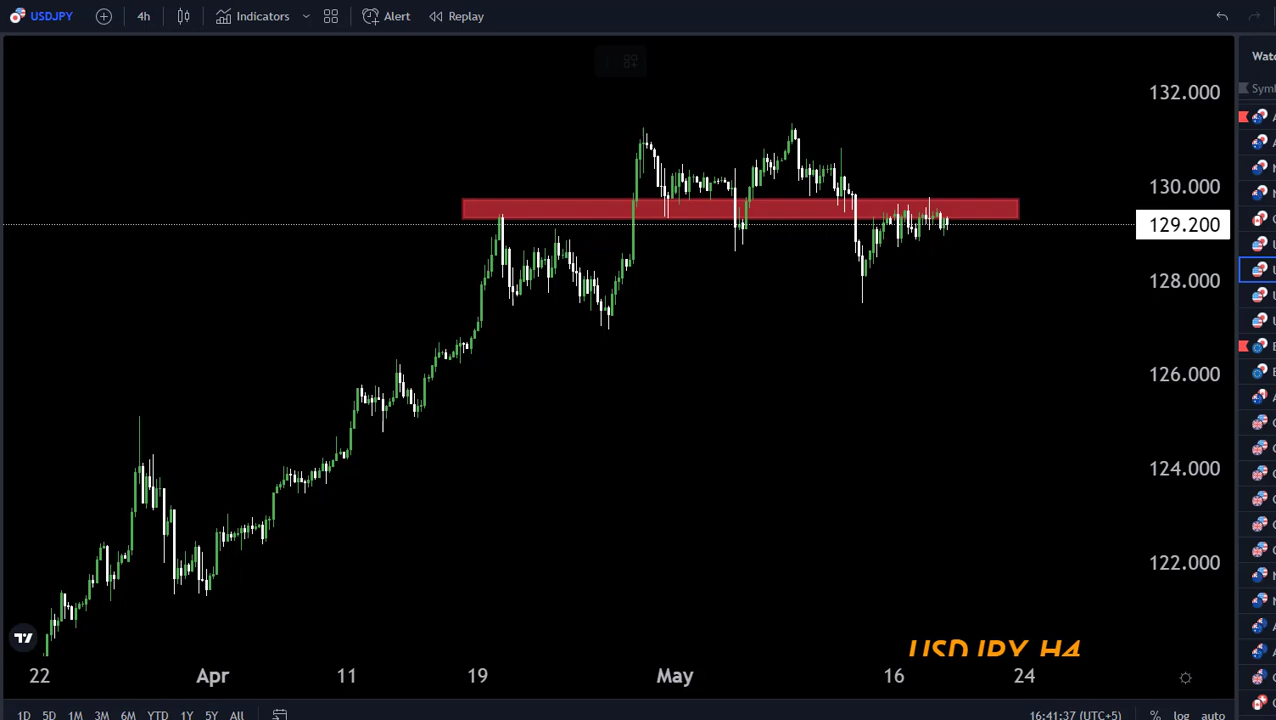 USDJPY 4h Indicators Alert Replay
132.000
130.000
129.200
128.000
126.000
124.000
122.000
USDJPY H4
22 Apr 11 19 May 16 24
1D 5D 1M 3M 6M YTD 1Y 5Y All 16:41:37 (UTC+5) % log auto